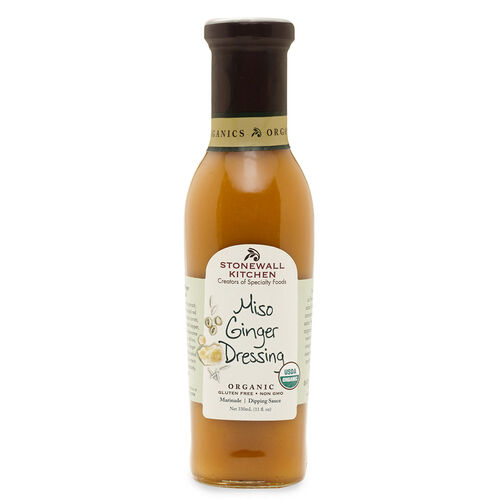 GANICS ORG
STONEWALL
KITCHEN
Creators of Specialty Foods
Miso
Ginger
Dressing
USDA
ORGANIC
ORGANIC
GLUTEN FREE • NON GMO
Marinade | Dipping Sauce
Net 330mL (11 fl. oz)